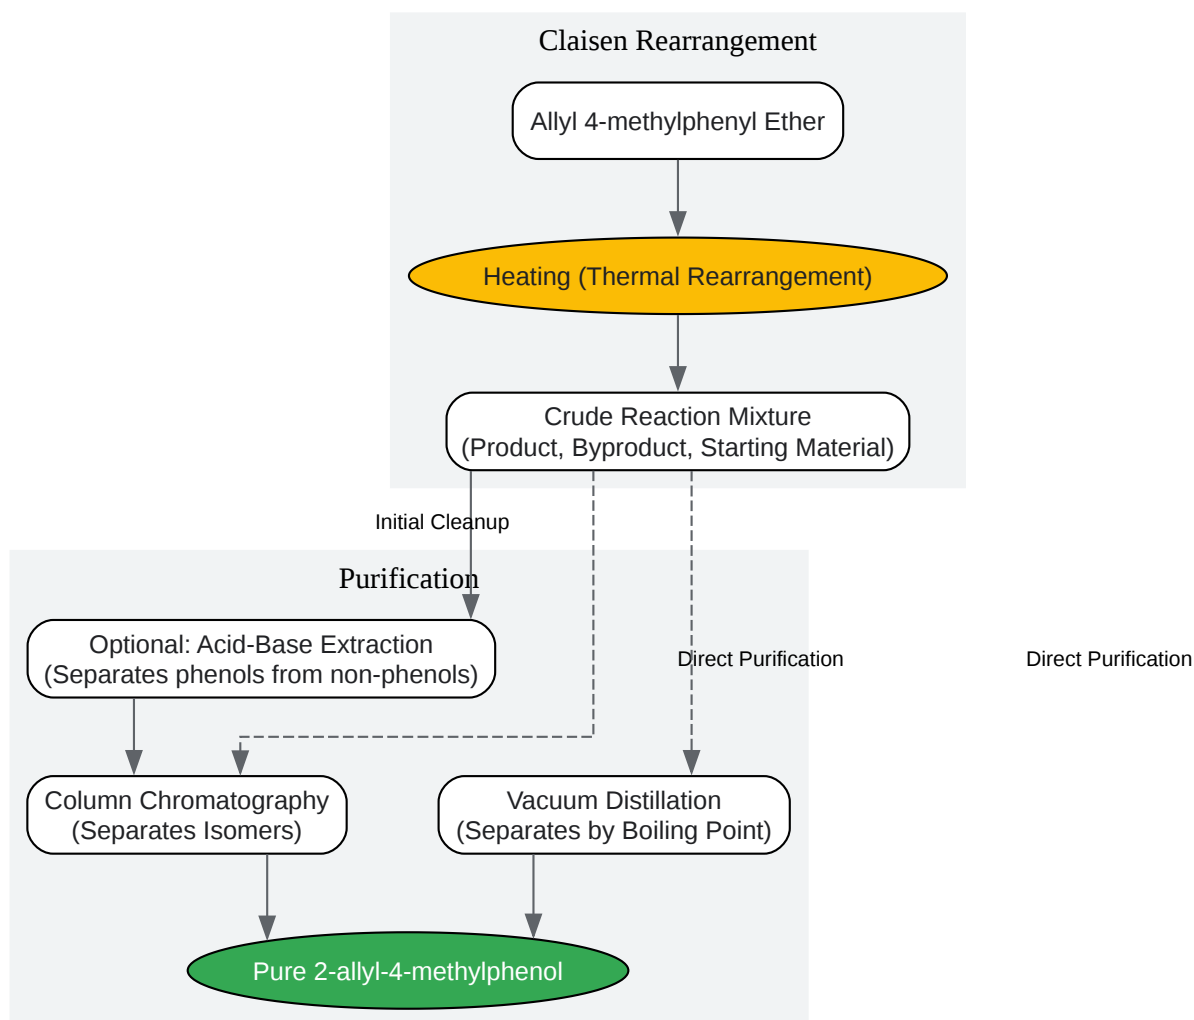 Claisen Rearrangement
Allyl 4-methylphenyl Ether
Heating (Thermal Rearrangement)
Crude Reaction Mixture
(Product, Byproduct, Starting Material)
Initial Cleanup
Purification
Optional: Acid-Base Extraction
(Separates phenols from non-phenols)
Direct Purification
Direct Purification
Column Chromatography
(Separates Isomers)
Vacuum Distillation
(Separates by Boiling Point)
Pure 2-allyl-4-methylphenol